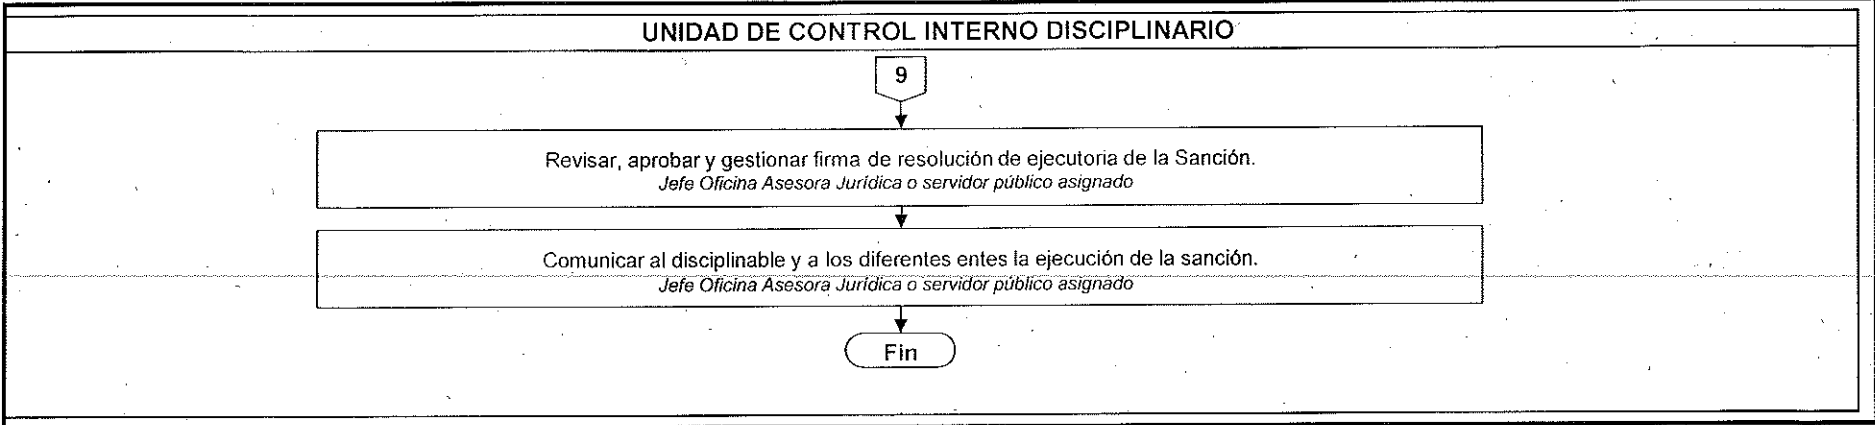 UNIDAD DE CONTROL INTERNO DISCIPLINARIO
9
Revisar, aprobar y gestionar firma de resolución de ejecutoria de la Sanción.
Jefe Oficina Asesora Jurídica o servidor público asignado
Comunicar al disciplinable y a los diferentes entes la ejecución de la sanción.
Jefe Oficina Asesora Jurídica o servidor público asignado
Fin